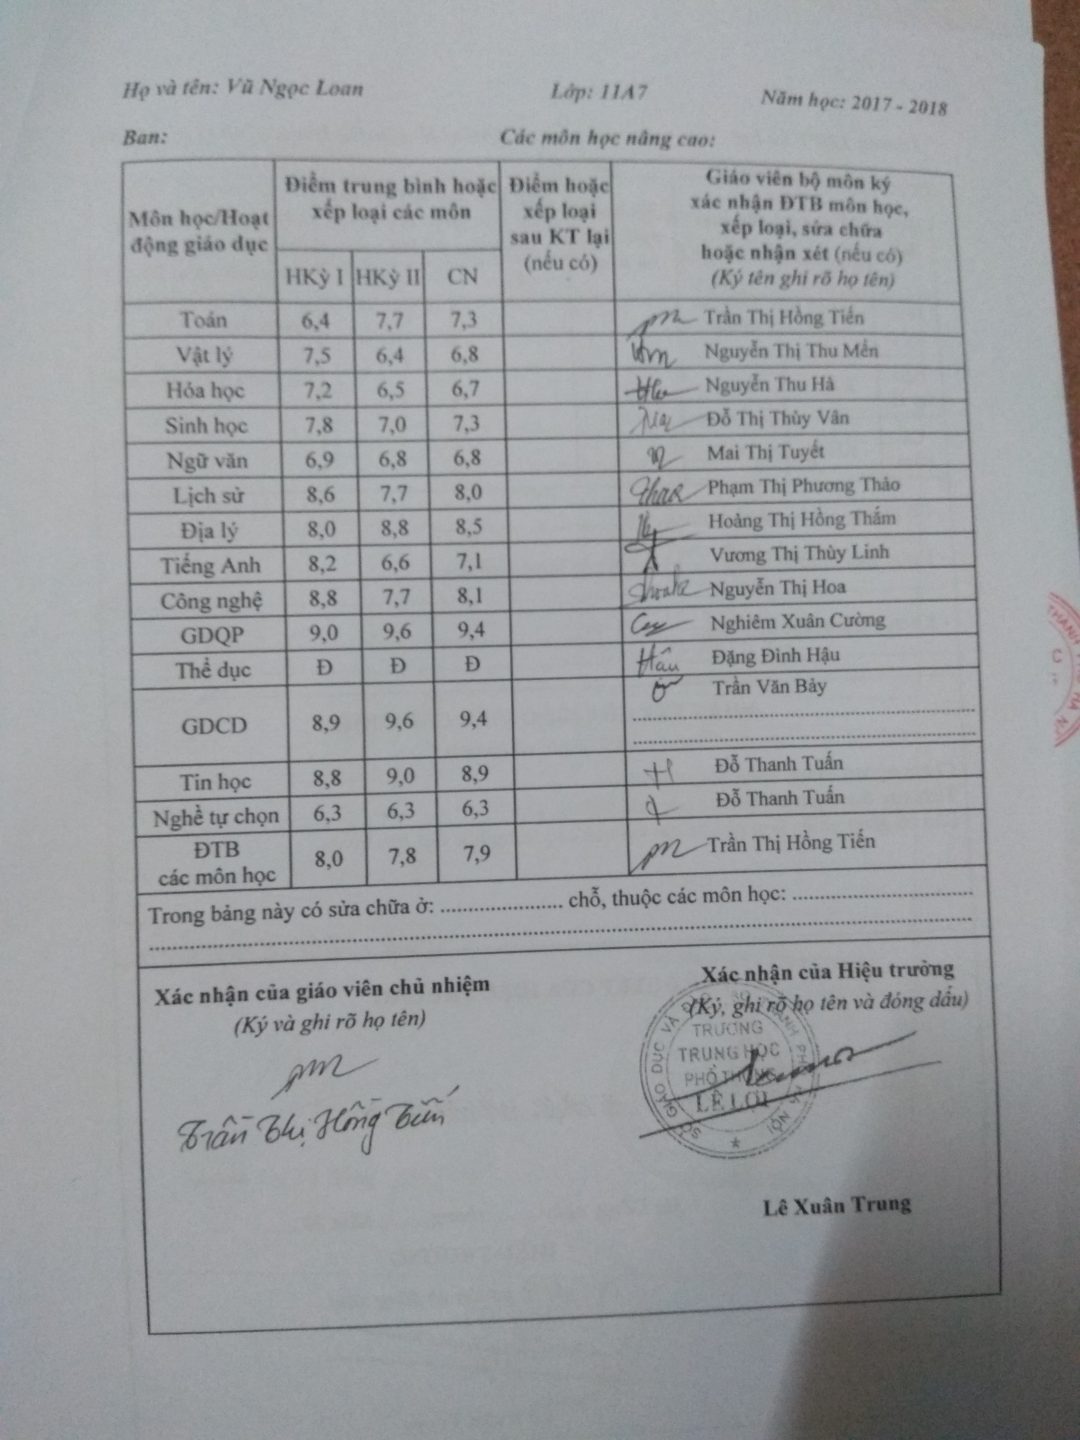 Họ và tên: Vũ Ngọc Loan Lớp: 11A7 Năm học: 2017 - 2018
Ban: Các môn học nâng cao:
Môn học/Hoạt động giáo dục
Điểm trung bình hoặc xếp loại các môn
HKỳ I HKỳ II CN
Điểm hoặc xếp loại sau KT lại (nếu có)
Giáo viên bộ môn ký
xác nhận ĐTB môn học,
xếp loại, sửa chữa
hoặc nhận xét (nếu có)
(Ký tên ghi rõ họ tên)
Toán 6,4 7,7 7,3 Trần Thị Hồng Tiến
Vật lý 7,5 6,4 6,8 Nguyễn Thị Thu Mến
Hóa học 7,2 6,5 6,7 Nguyễn Thu Hà
Sinh học 7,8 7,0 7,3 Đỗ Thị Thùy Vân
Ngữ văn 6,9 6,8 6,8 Mai Thị Tuyết
Lịch sử 8,6 7,7 8,0 Phạm Thị Phương Thảo
Địa lý 8,0 8,8 8,5 Hoàng Thị Hồng Thắm
Tiếng Anh 8,2 6,6 7,1 Vương Thị Thùy Linh
Công nghệ 8,8 7,7 8,1 Nguyễn Thị Hoa
GDQP 9,0 9,6 9,4 Nghiêm Xuân Cường
Thể dục Đ Đ Đ Hậu Đặng Đình Hậu
GDCD 8,9 9,6 9,4 Trần Văn Bảy
Tin học 8,8 9,0 8,9 Đỗ Thanh Tuấn
Nghề tự chọn 6,3 6,3 6,3 Đỗ Thanh Tuấn
ĐTB các môn học 8,0 7,8 7,9 Trần Thị Hồng Tiến
Trong bảng này có sửa chữa ở: ...................... chỗ, thuộc các môn học: ................................
Xác nhận của giáo viên chủ nhiệm
(Ký và ghi rõ họ tên)
Trần Thị Hồng Tiến
Xác nhận của Hiệu trưởng
(Ký, ghi rõ họ tên và đóng dấu)
TRƯỜNG
TRUNG HỌC
PHỔ THÔNG
LÊ LỢI
SỞ GIÁO DỤC VÀ ĐÀO TẠO THÀNH PHỐ HÀ NỘI
Lê Xuân Trung